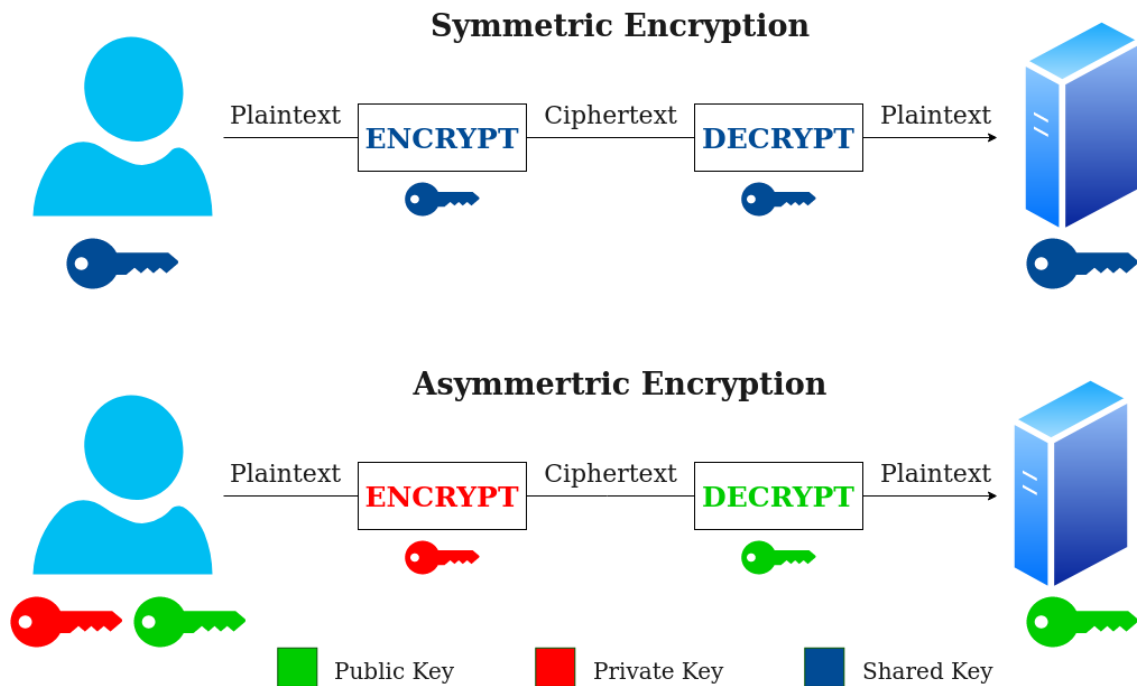 Symmetric Encryption
Plaintext
ENCRYPT
Ciphertext
DECRYPT
Plaintext
Asymmertric Encryption
Plaintext
ENCRYPT
Ciphertext
DECRYPT
Plaintext
Public Key
Private Key
Shared Key